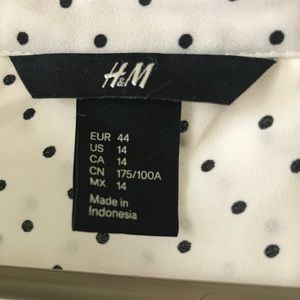 H&M
EUR 44
US 14
CA 14
CN 175/100A
MX 14
Made in
Indonesia